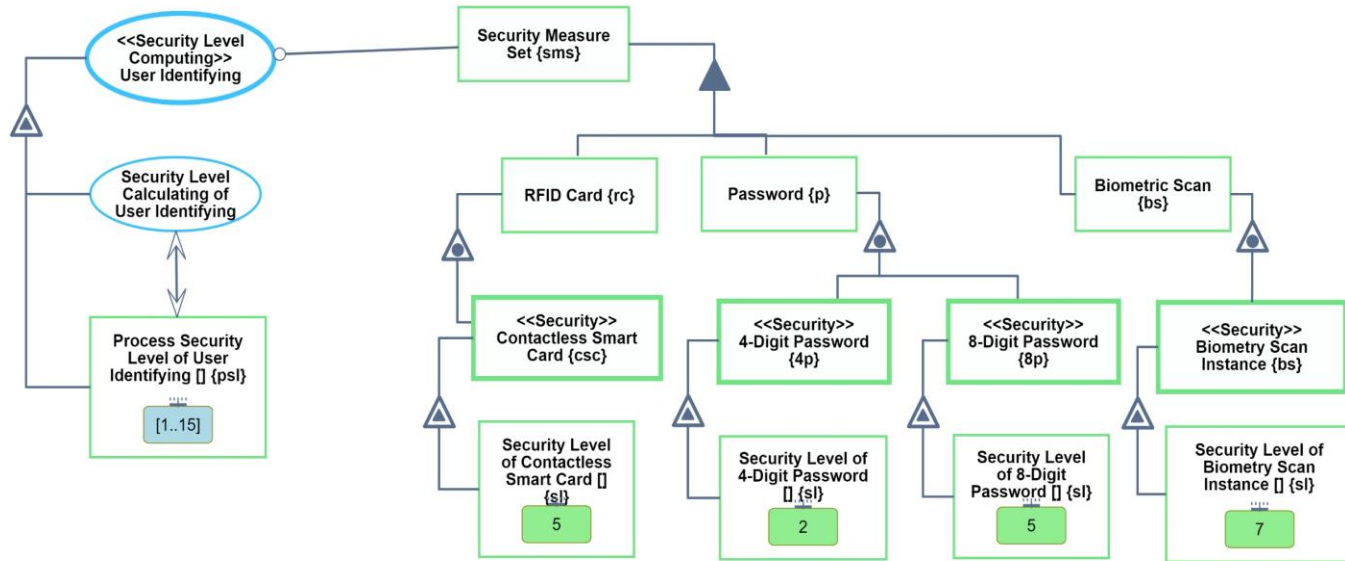 <<Security Level
Computing>>
User Identifying
Security Measure
Set {sms}
Security Level
Calculating of
User Identifying
RFID Card {rc}
Password {p}
Biometric Scan
{bs}
Process Security
Level of User
Identifying [] {psl}
[1..15]
<<Security>>
Contactless Smart
Card {csc}
<<Security>>
4-Digit Password
{4p}
<<Security>>
8-Digit Password
{8p}
<<Security>>
Biometry Scan
Instance {bs}
Security Level
of Contactless
Smart Card []
{sl}
5
Security Level of
4-Digit Password
[] {sl}
2
Security Level
of 8-Digit
Password [] {sl}
5
Security Level of
Biometry Scan
Instance [] {sl}
7